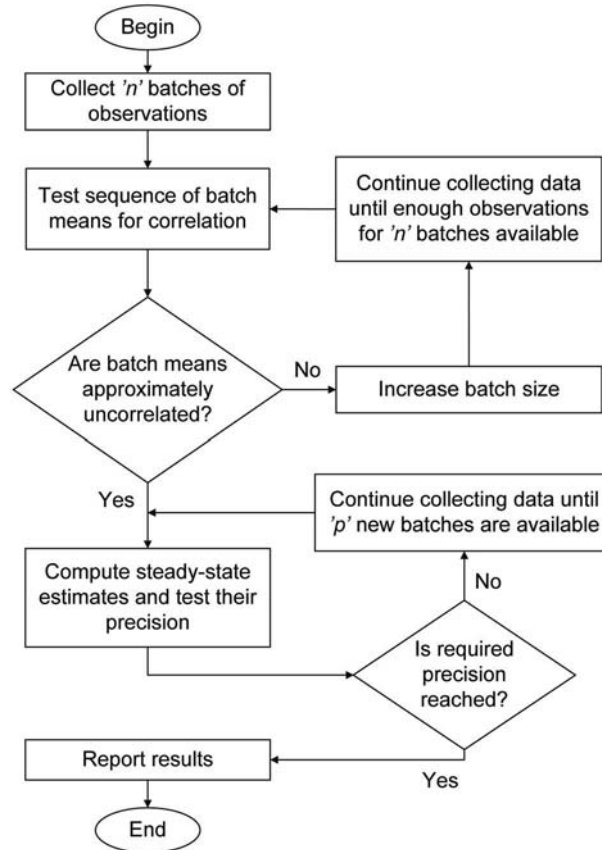 Begin
Collect 'n' batches of
observations
Test sequence of batch
means for correlation
Continue collecting data
until enough observations
for 'n' batches available
Are batch means
approximately
uncorrelated?
No
Increase batch size
Yes
Continue collecting data until
'p' new batches are available
Compute steady-state
estimates and test their
precision
No
Is required
precision
reached?
Yes
Report results
End